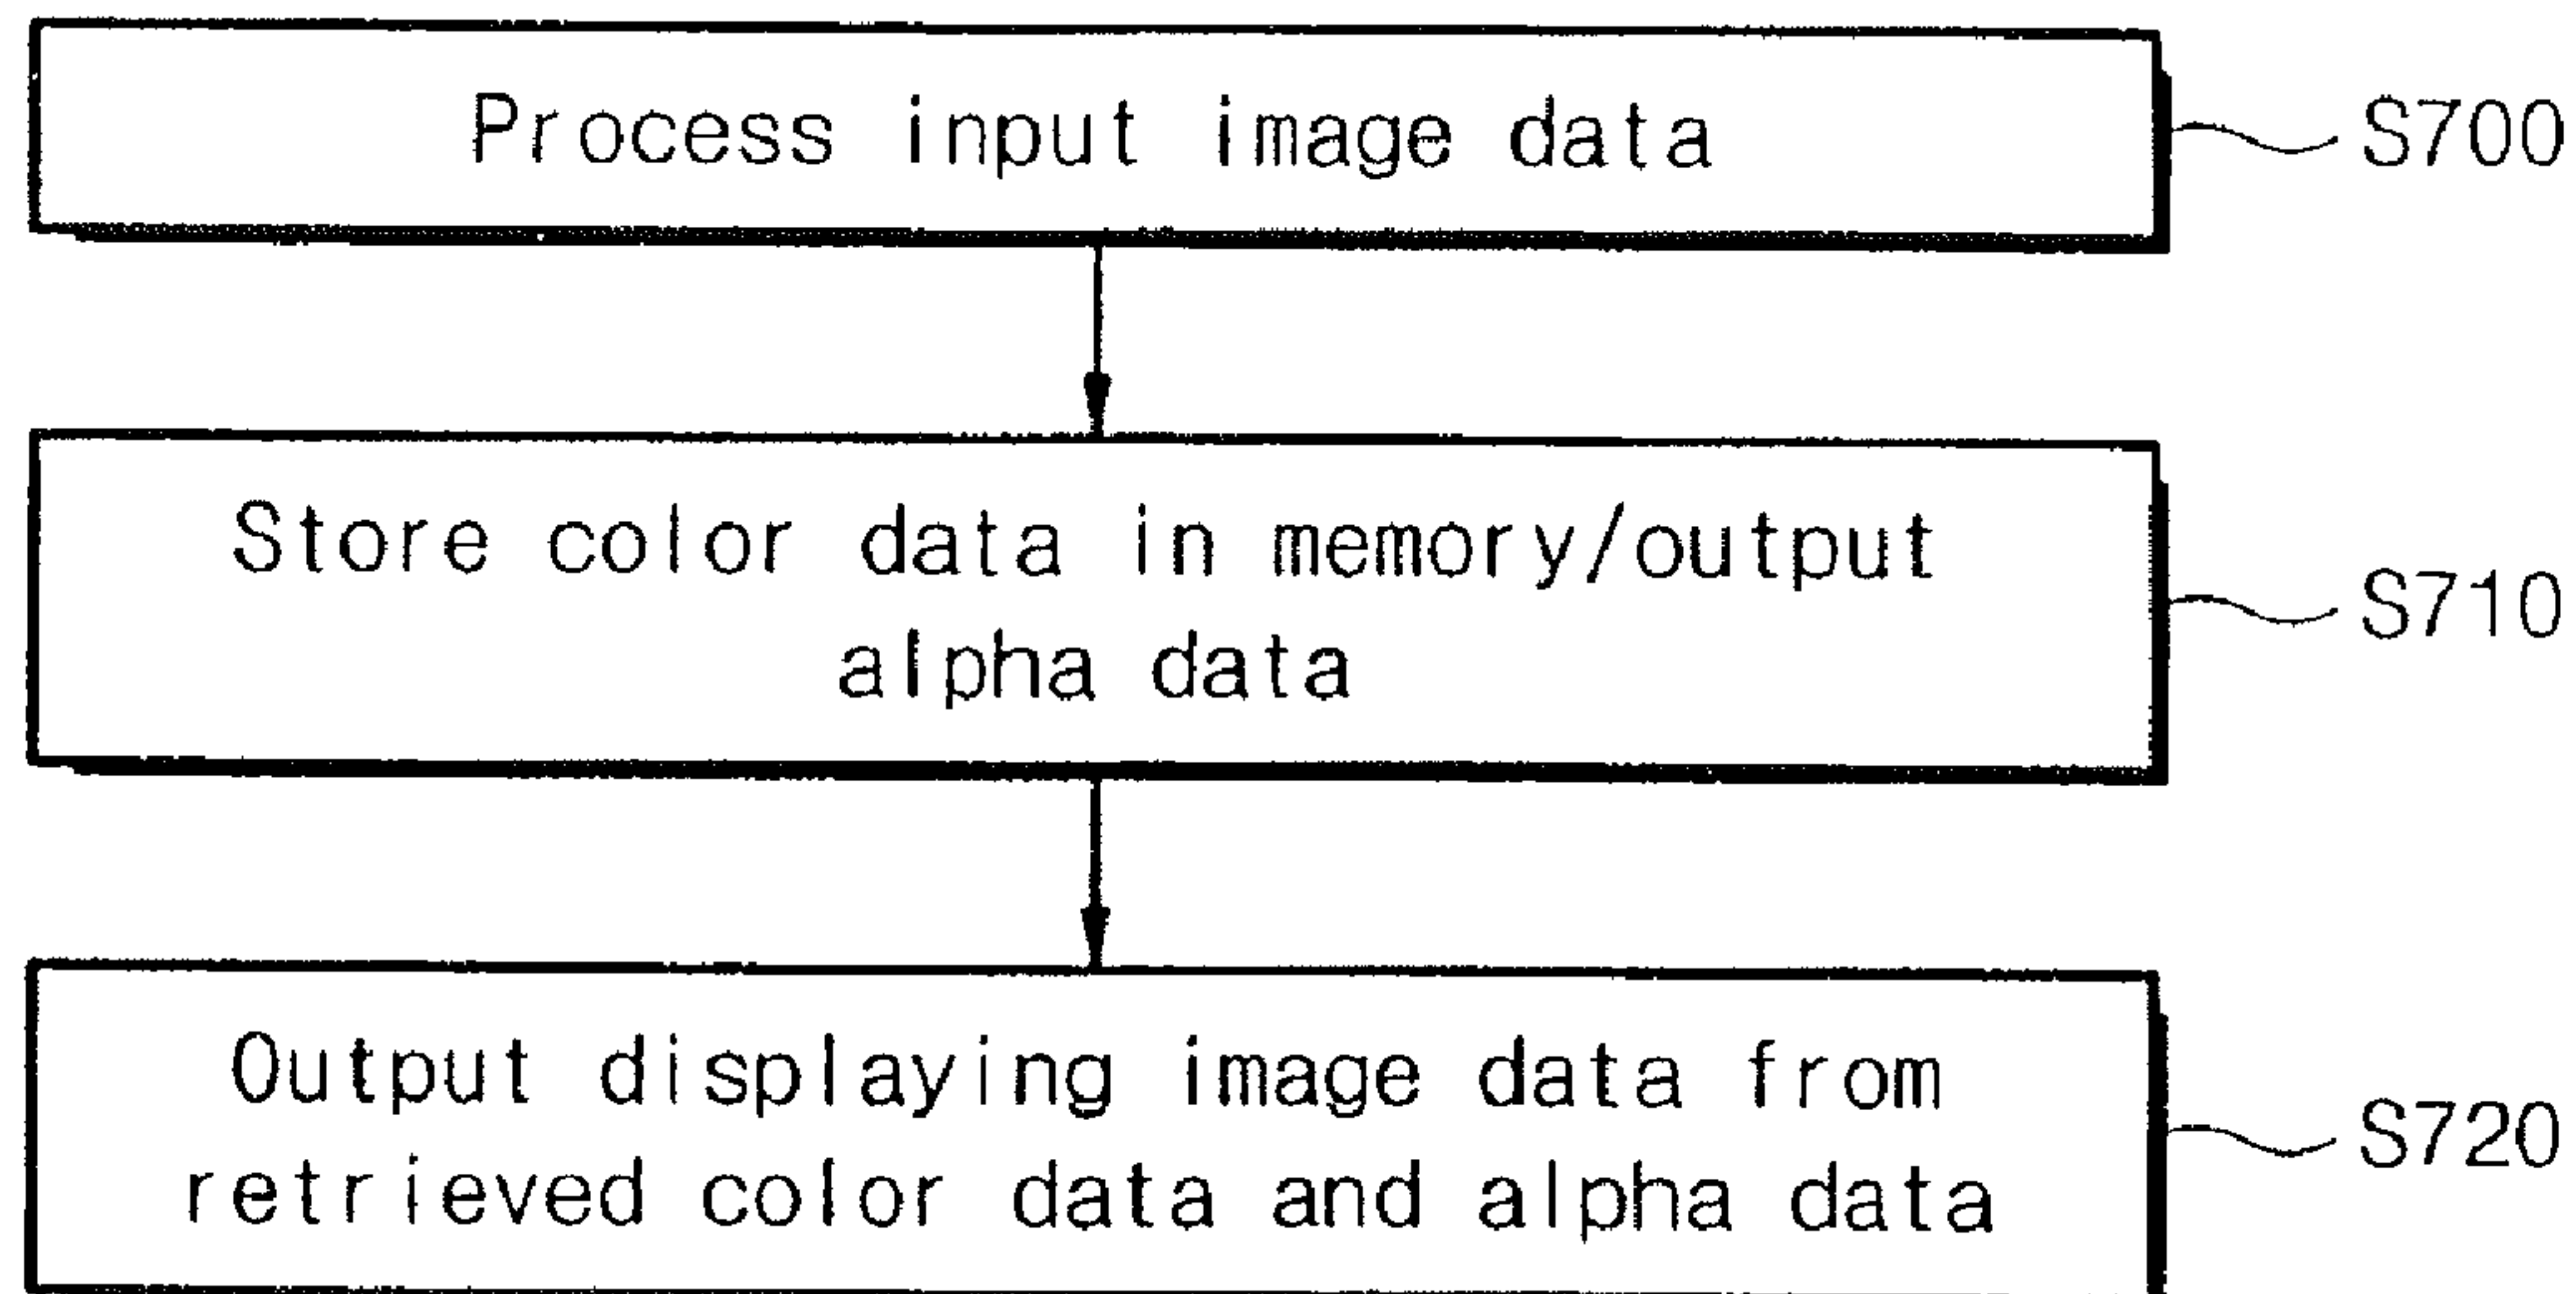 Process input image data
S700
Store color data in memory/output
alpha data
S710
Output displaying image data from
retrieved color data and alpha data
S720